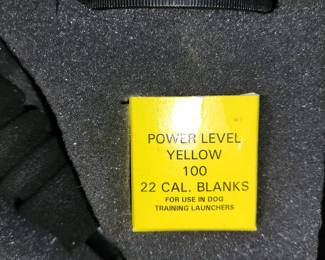 POWER LEVEL
YELLOW
100
22 CAL. BLANKS
FOR USE IN DOG
TRAINING LAUNCHERS